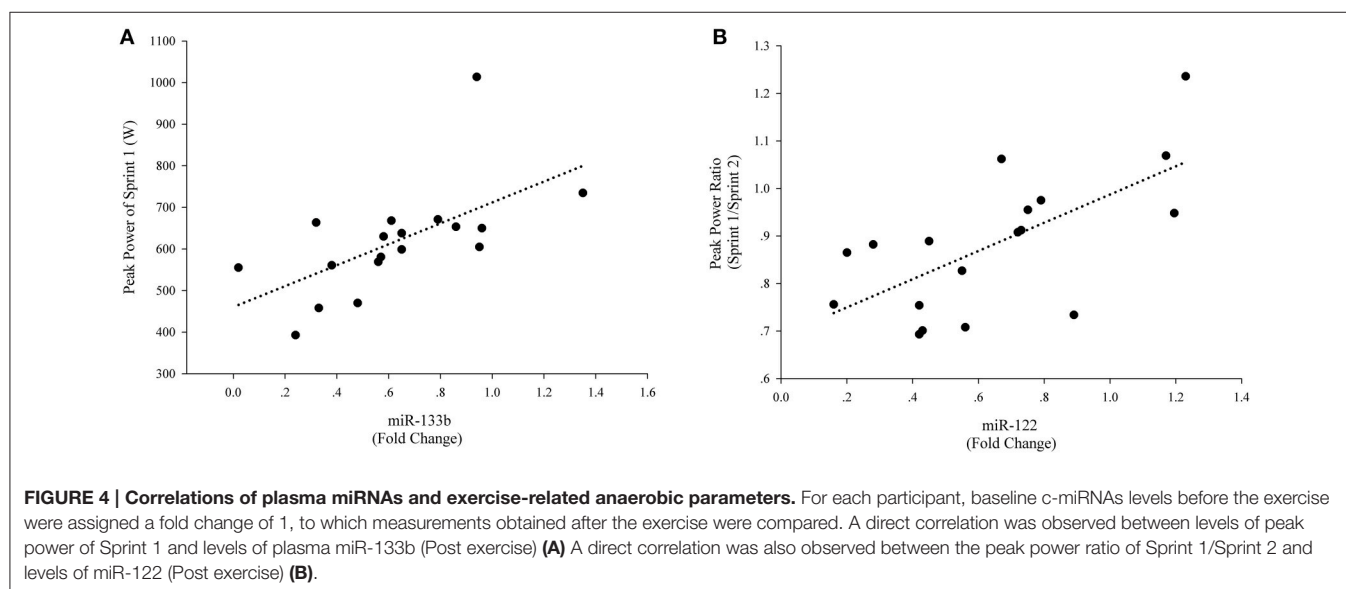 A
1100
1000
900
800
700
600
500
400
300
Peak Power of Sprint 1 (W)
0.0 .2 .4 .6 .8 1.0 1.2 1.4 1.6
miR-133b
(Fold Change)
B
1.3
1.2
1.1
1.0
.9
.8
.7
.6
Peak Power Ratio
(Sprint 1/Sprint 2)
.2 .4 .6 .8 1.0 1.2 1.4
miR-122
(Fold Change)
FIGURE 4 | Correlations of plasma miRNAs and exercise-related anaerobic parameters. For each participant, baseline c-miRNAs levels before the exercise
were assigned a fold change of 1, to which measurements obtained after the exercise were compared. A direct correlation was observed between levels of peak
power of Sprint 1 and levels of plasma miR-133b (Post exercise) (A) A direct correlation was also observed between the peak power ratio of Sprint 1/Sprint 2 and
levels of miR-122 (Post exercise) (B).